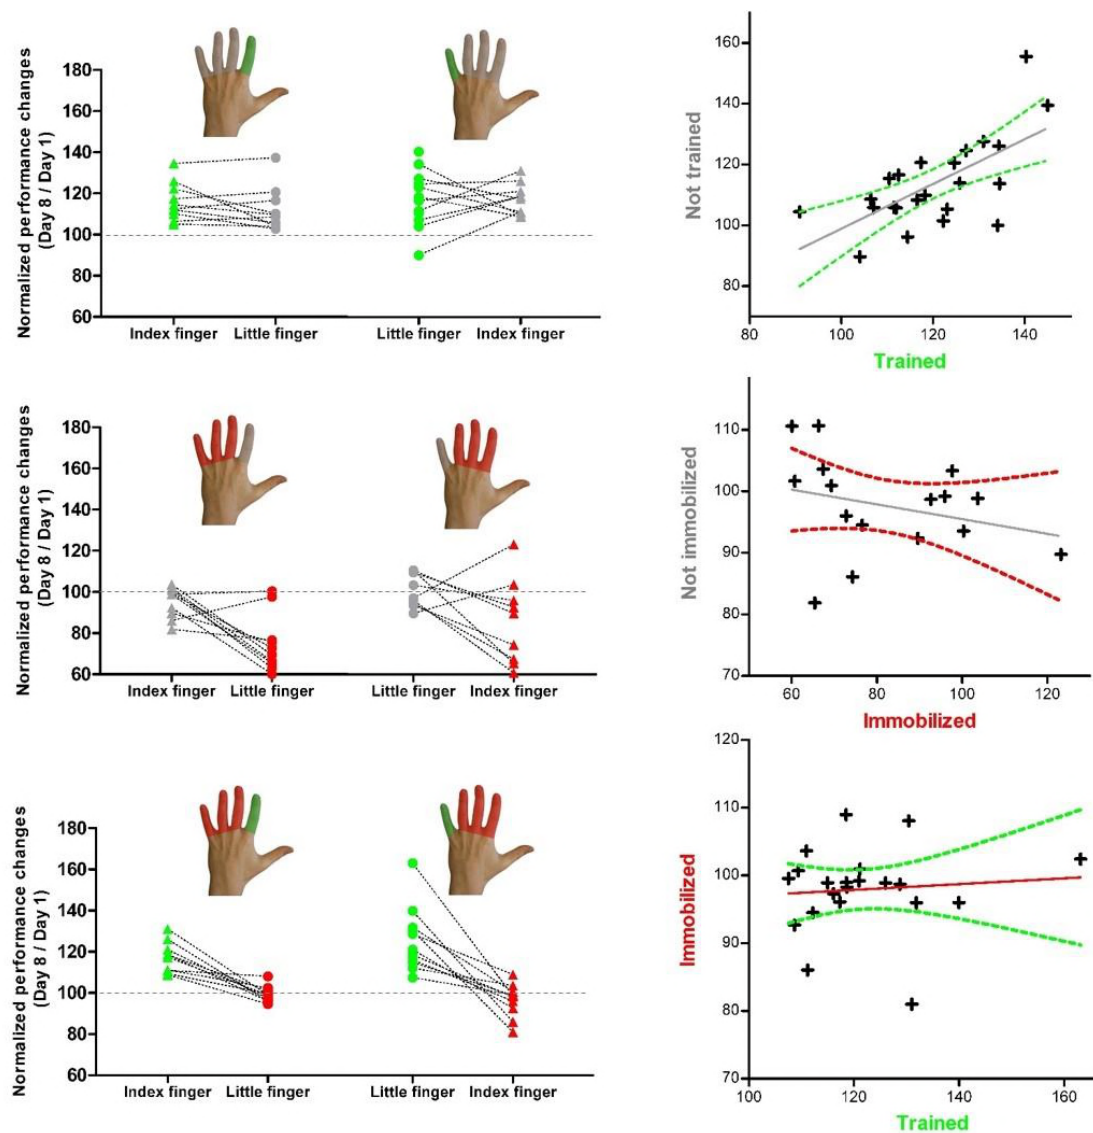 Normalized performance changes
(Day 8 / Day 1)
180
160
140
120
100
80
60
Index finger Little finger Little finger Index finger
Not trained
160
140
120
100
80
80 100 120 140
Trained
Normalized performance changes
(Day 8 / Day 1)
180
160
140
120
100
80
60
Index finger Little finger Little finger Index finger
Not immobilized
110
100
90
80
70
60 80 100 120
Immobilized
Normalized performance changes
(Day 8 / Day 1)
180
160
140
120
100
80
60
Index finger Little finger Little finger Index finger
Immobilized
120
110
100
90
80
70
100 120 140 160
Trained